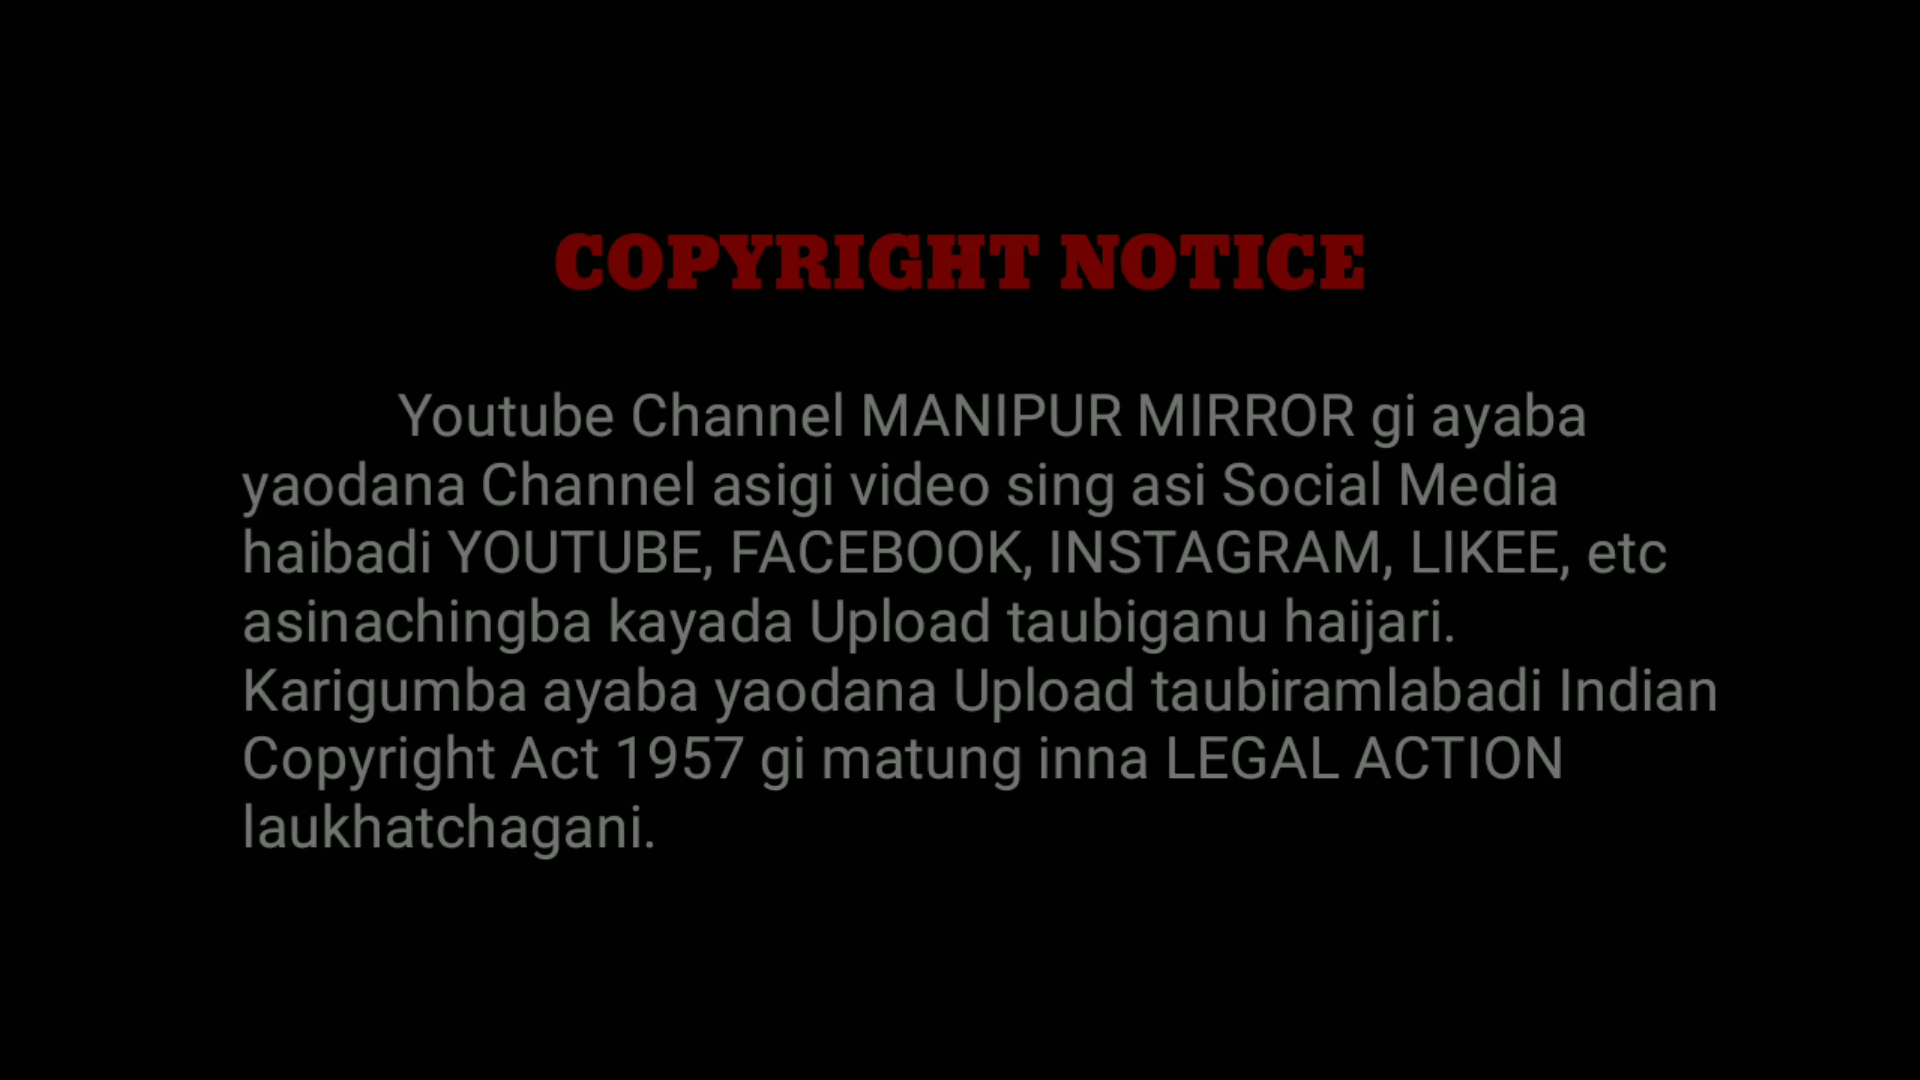 COPYRIGHT NOTICE
Youtube Channel MANIPUR MIRROR gi ayaba
yaodana Channel asigi video sing asi Social Media
haibadi YOUTUBE, FACEBOOK, INSTAGRAM, LIKEE, etc
asinachingba kayada Upload taubiganu haijari.
Karigumba ayaba yaodana Upload taubiramlabadi Indian
Copyright Act 1957 gi matung inna LEGAL ACTION
laukhatchagani.